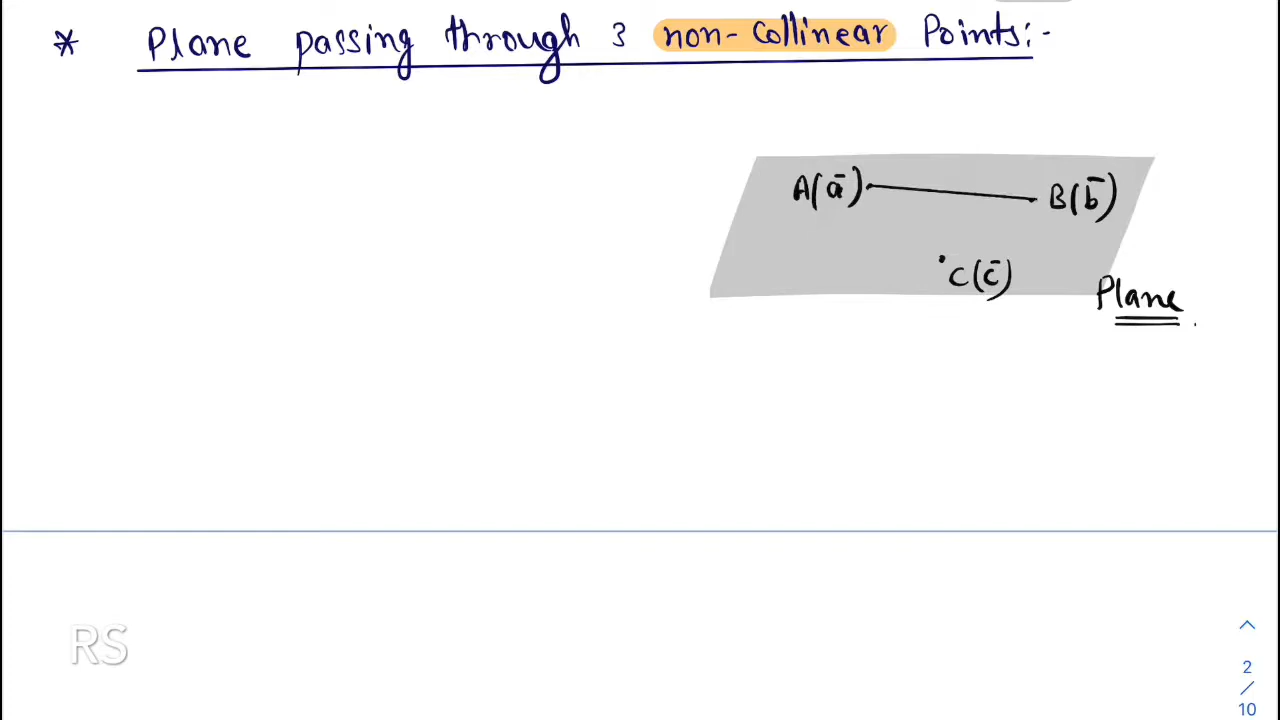 * Plane passing through 3 non-collinear Points:-
A(a̅) B(b̅)
C(c̅)
Plane
RS
2
/
10